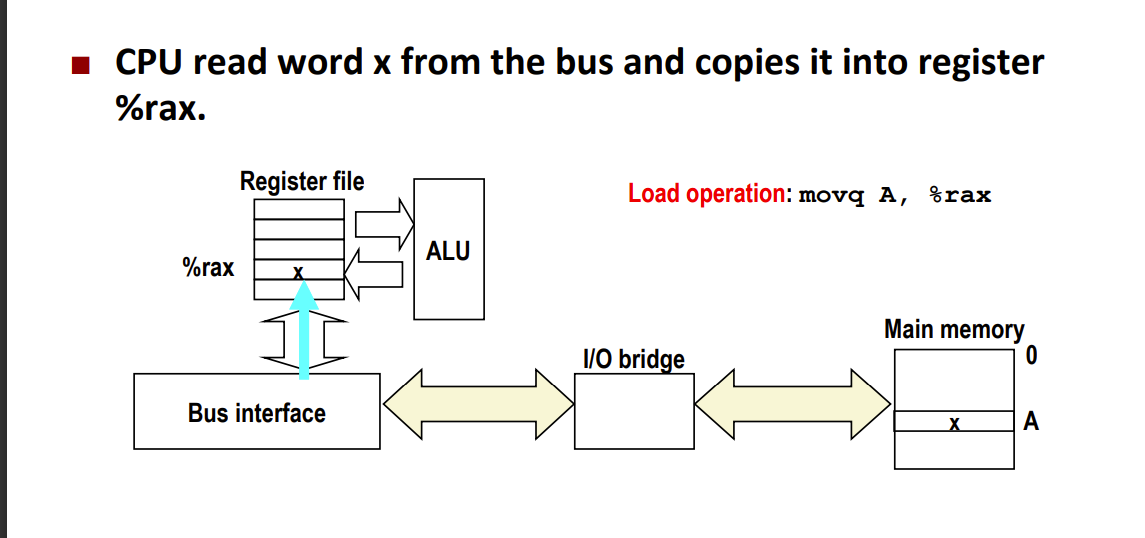 CPU read word x from the bus and copies it into register
%rax.
Register file
Load operation: movq A, %rax
ALU
%rax
x
Main memory
0
I/O bridge
Bus interface
x
A